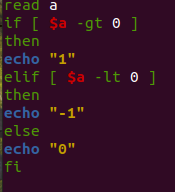 read a
if [ $a -gt 0 ]
then
echo "1"
elif [ $a -lt 0 ]
then
echo "-1"
else
echo "0"
fi